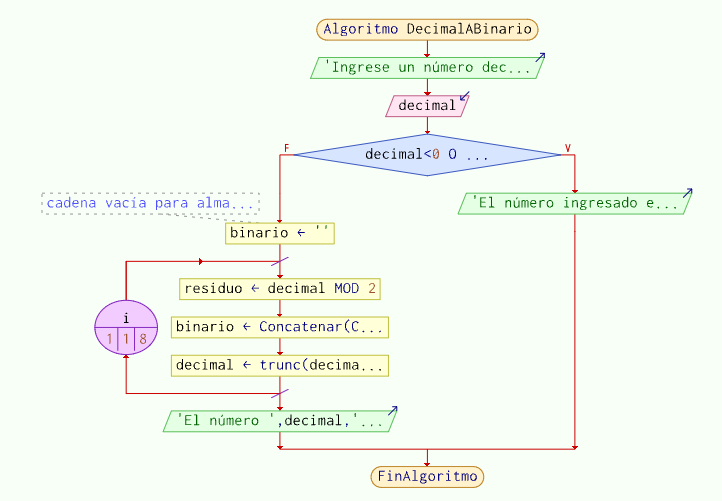 Algoritmo DecimalABinario
'Ingrese un número dec...
decimal
decimal<0 O ...
F
V
cadena vacía para alma...
'El número ingresado e...
binario ← ''
residuo ← decimal MOD 2
i
1 1 8
binario ← Concatenar(C...
decimal ← trunc(decima...
'El número ',decimal,'...
FinAlgoritmo